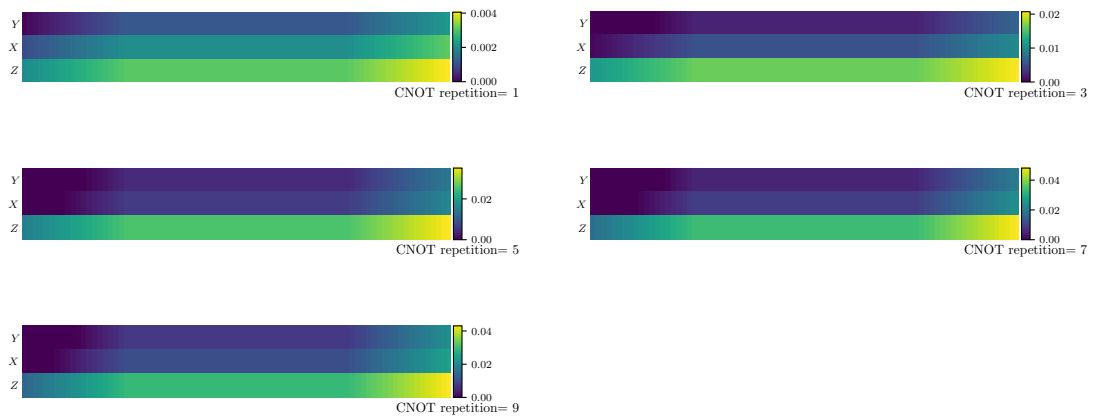 Y
X
Z
0.004
0.002
0.000
CNOT repetition= 1
Y
X
Z
0.02
0.01
0.00
CNOT repetition= 3
Y
X
Z
0.02
0.00
CNOT repetition= 5
Y
X
Z
0.04
0.02
0.00
CNOT repetition= 7
Y
X
Z
0.04
0.02
0.00
CNOT repetition= 9